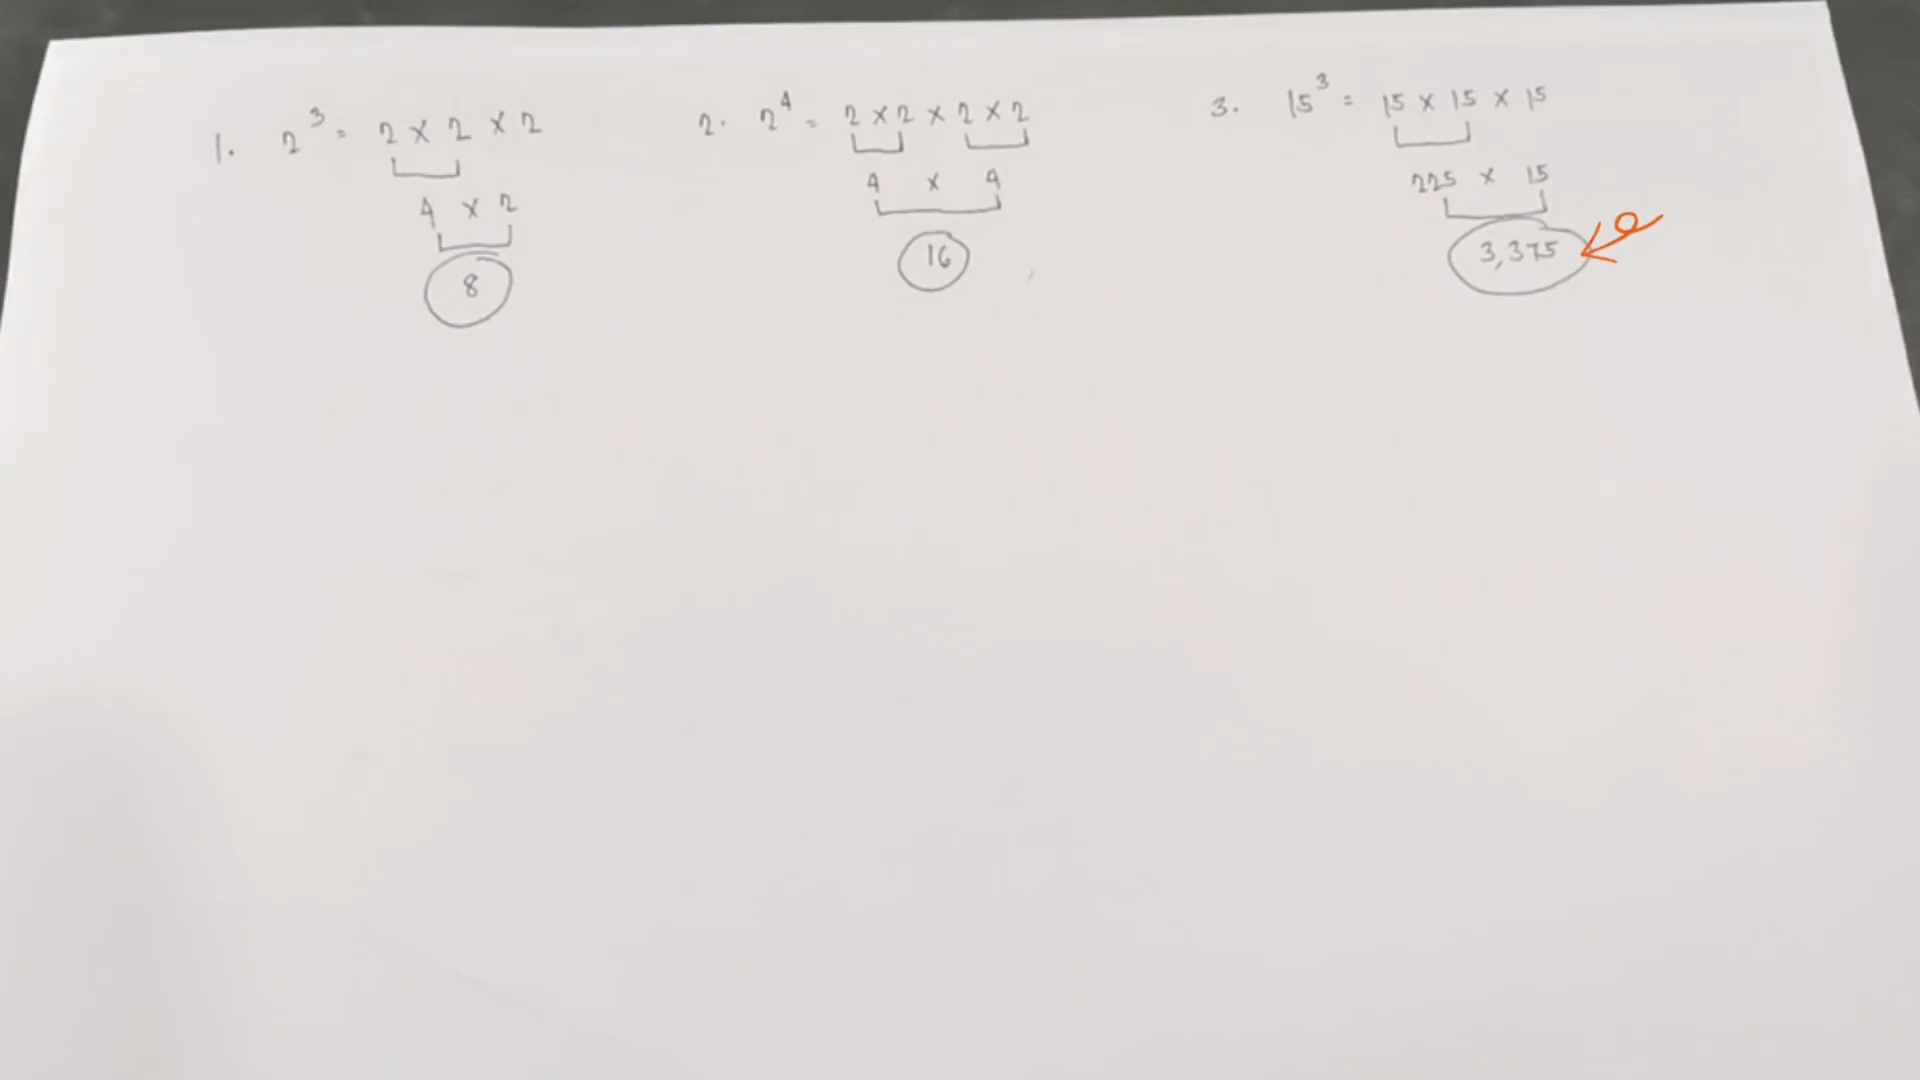 1. 2³ = 2 × 2 × 2
4 × 2
8
2. 2⁴ = 2 × 2 × 2 × 2
4 × 4
16
3. 15³ = 15 × 15 × 15
225 × 15
3,375